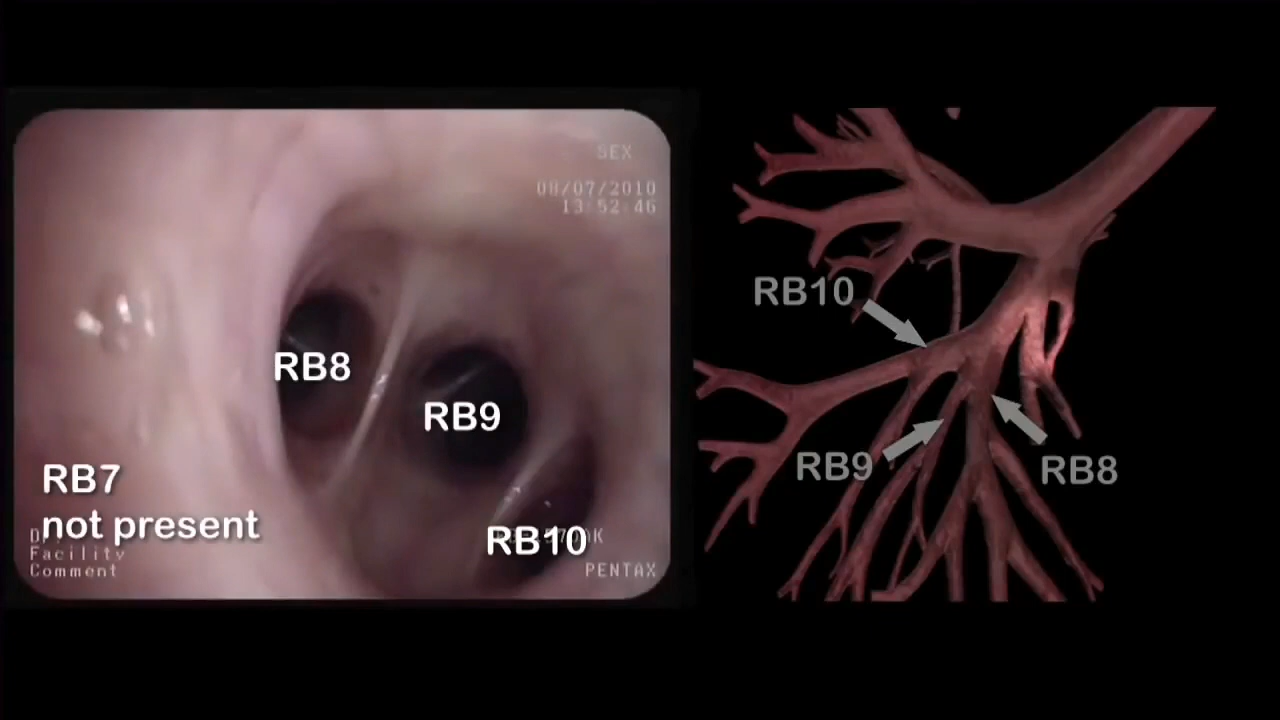 SEX
08/07/2010
13:52:46
RB8
RB9
RB7
not present
RB10
Facility
Comment
PENTAX
RB10
RB9
RB8